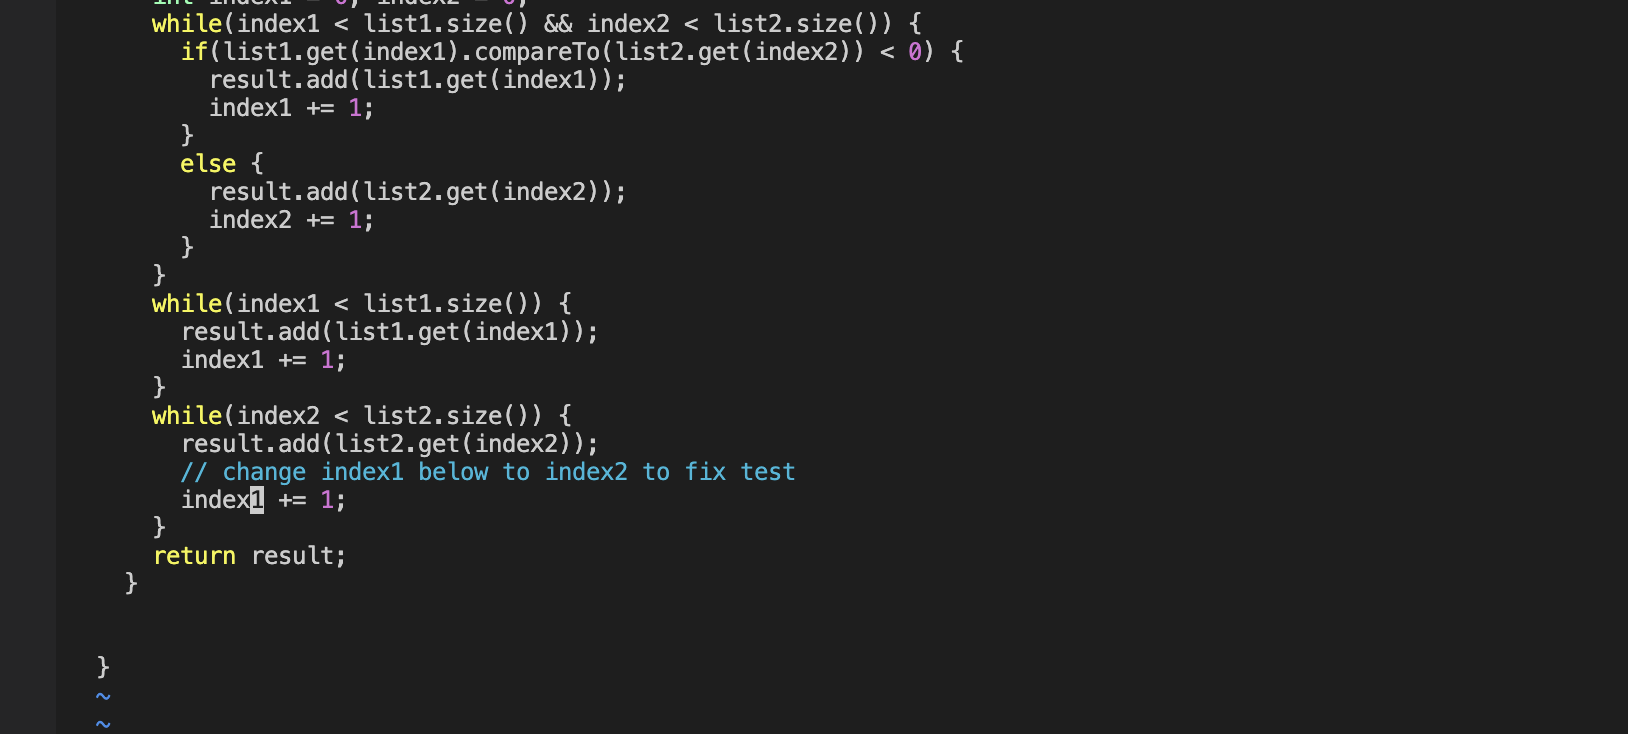 int index1 = 0, index2 = 0;
while(index1 < list1.size() && index2 < list2.size()) {
if(list1.get(index1).compareTo(list2.get(index2)) < 0) {
result.add(list1.get(index1));
index1 += 1;
}
else {
result.add(list2.get(index2));
index2 += 1;
}
}
while(index1 < list1.size()) {
result.add(list1.get(index1));
index1 += 1;
}
while(index2 < list2.size()) {
result.add(list2.get(index2));
// change index1 below to index2 to fix test
index1 += 1;
}
return result;
}
}
~
~